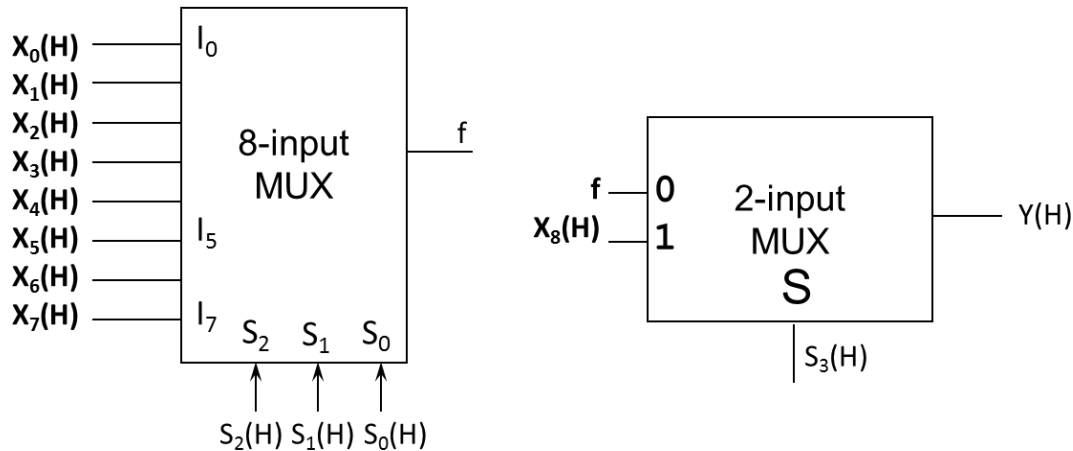 X₀(H) I₀
X₁(H)
X₂(H)
X₃(H)
X₄(H)
X₅(H) I₅
X₆(H)
X₇(H) I₇
8-input
MUX
f
S₂ S₁ S₀
S₂(H) S₁(H) S₀(H)
f 0
X₈(H) 1
2-input
MUX
S
Y(H)
S₃(H)